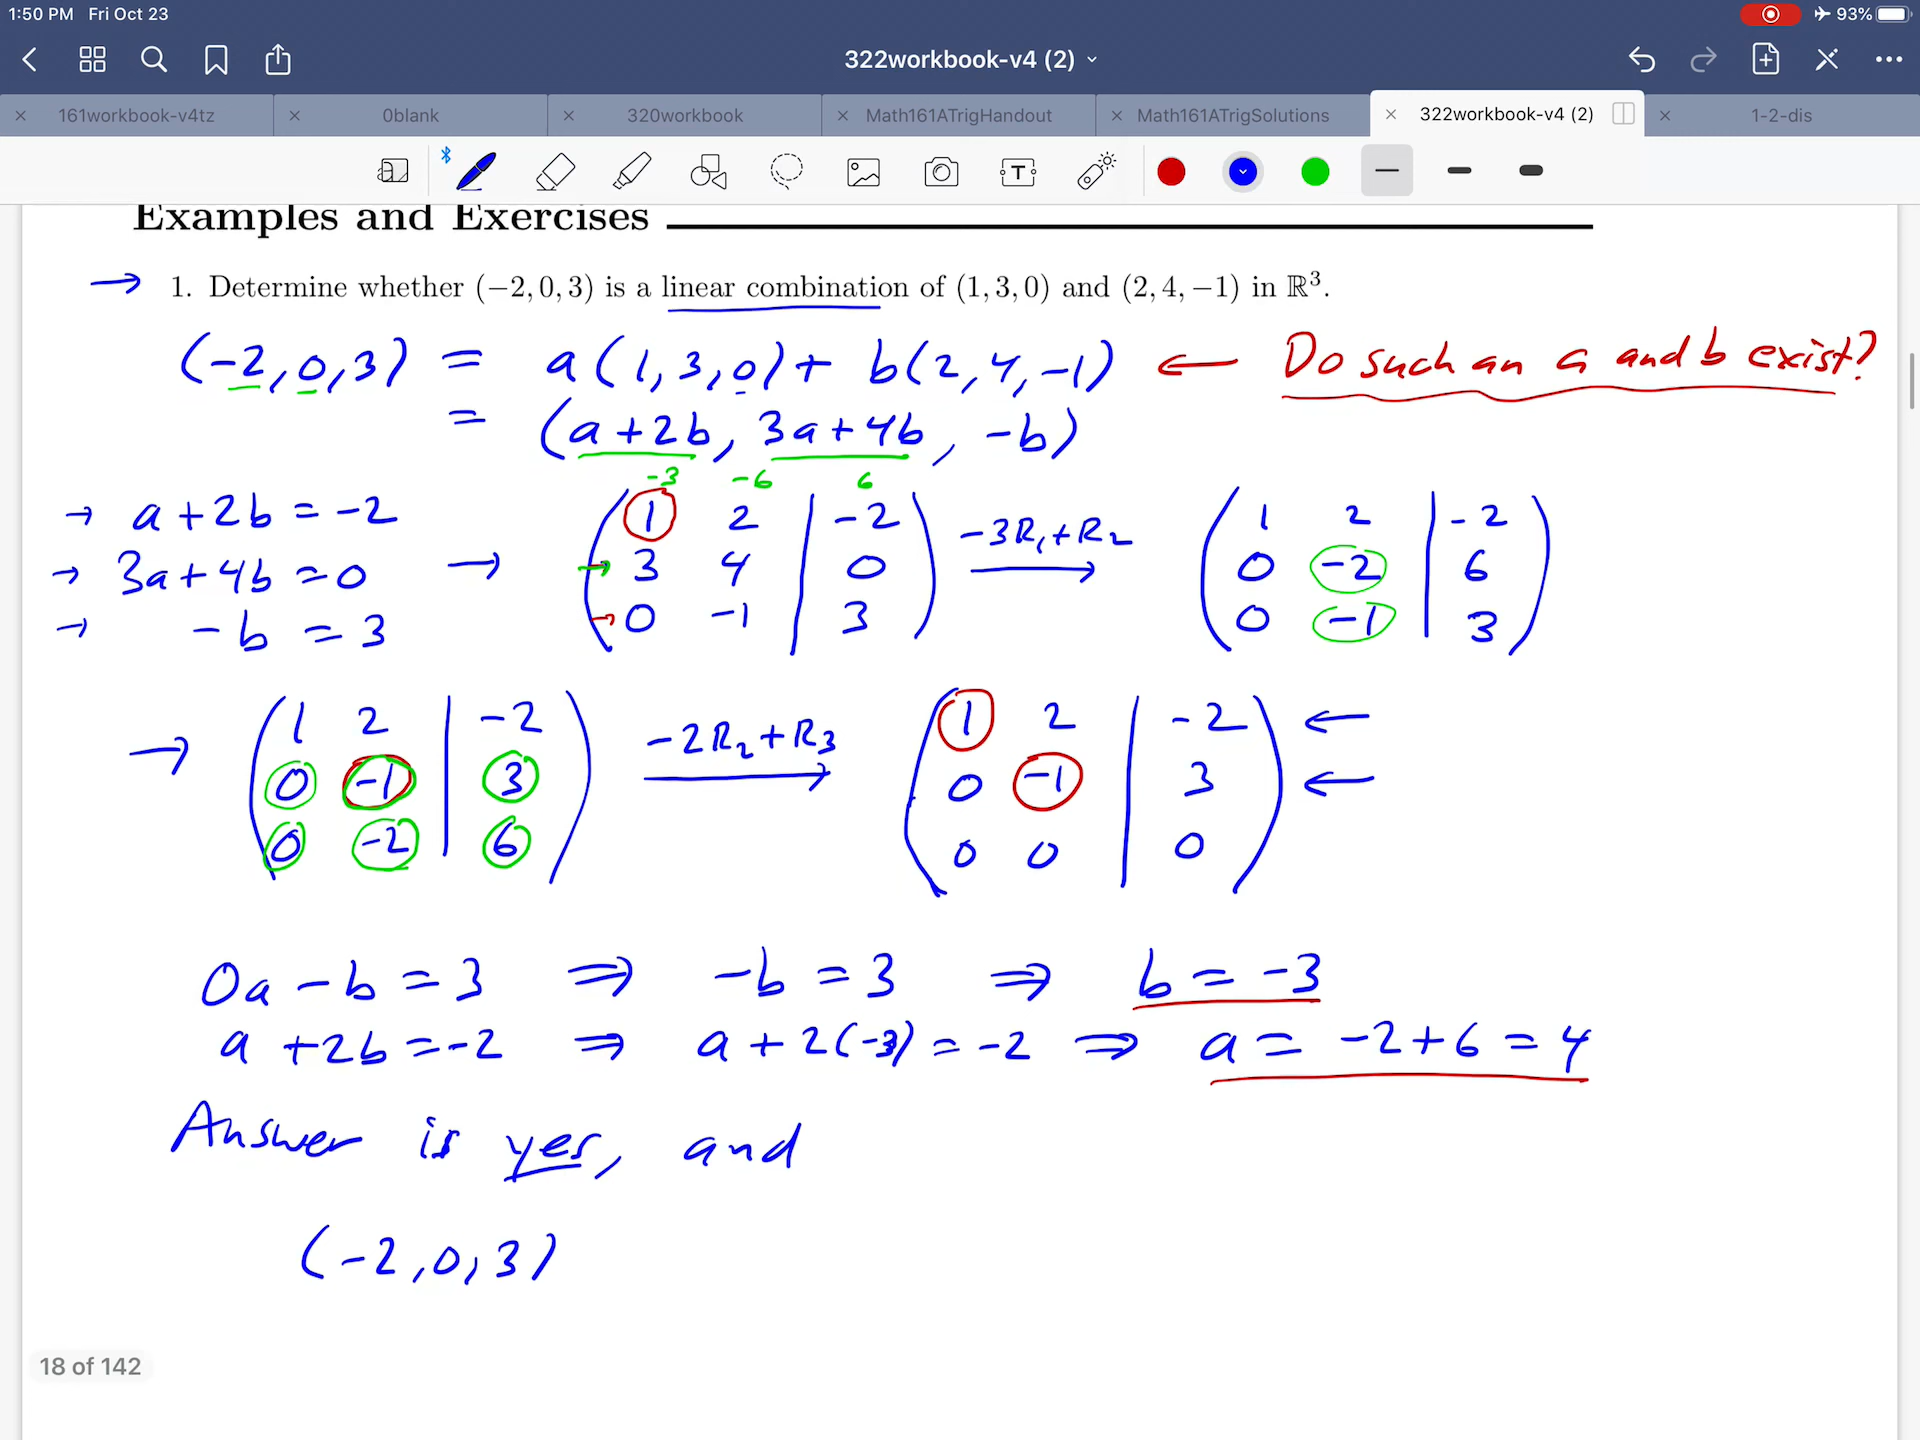 1:50 PM Fri Oct 23 93%
322workbook-v4 (2)
161workbook-v4tz 0blank 320workbook Math161ATrigHandout Math161ATrigSolutions 322workbook-v4 (2) 1-2-dis
Examples and Exercises
→ 1. Determine whether (−2, 0, 3) is a linear combination of (1, 3, 0) and (2, 4, −1) in ℝ³.
(-2, 0, 3) = a(1, 3, 0) + b(2, 4, -1) ← Do such an a and b exist?
= (a+2b, 3a+4b, -b)
-3 -6 6
→ a+2b = -2
→ 3a+4b = 0
→ -b = 3
→
1 2 | -2
→ 3 4 | 0
→ 0 -1 | 3
-3R₁+R₂ →
1 2 | -2
0 -2 | 6
0 -1 | 3
→
1 2 | -2
0 -1 | 3
0 -2 | 6
-2R₂+R₃ →
1 2 | -2 ←
0 -1 | 3 ←
0 0 | 0
0a - b = 3 ⇒ -b = 3 ⇒ b = -3
a + 2b = -2 ⇒ a + 2(-3) = -2 ⇒ a = -2+6 = 4
Answer is yes, and
(-2, 0, 3)
18 of 142